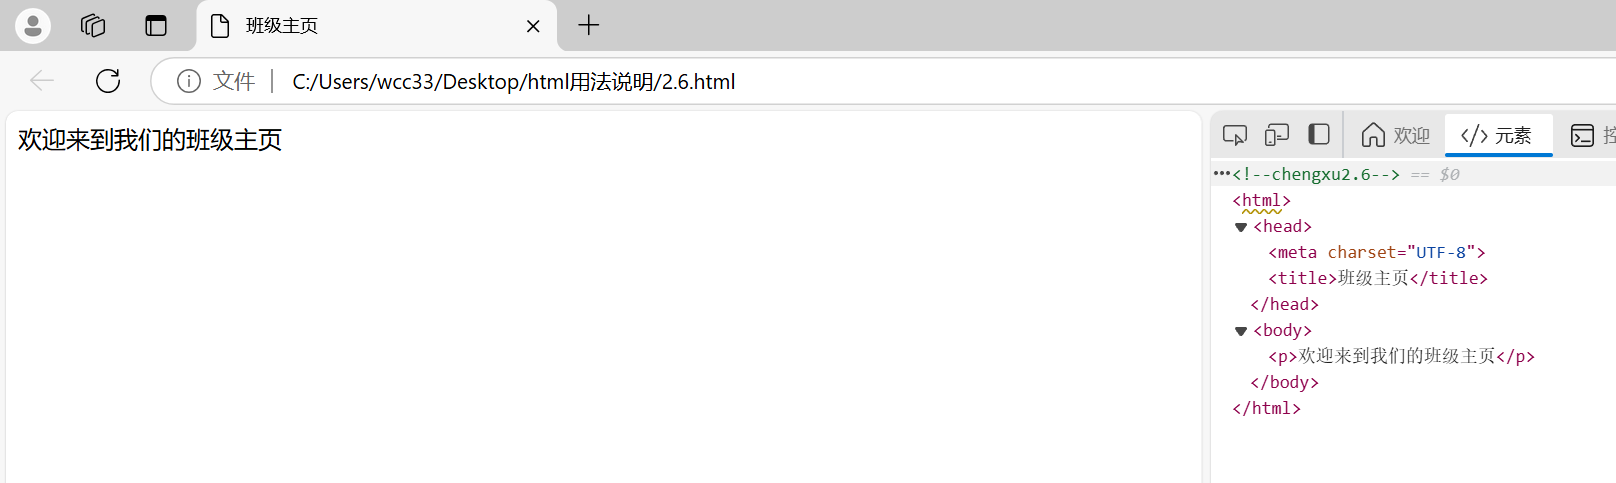 班级主页
文件 C:/Users/wcc33/Desktop/html用法说明/2.6.html
欢迎来到我们的班级主页
欢迎 元素 控
<!--chengxu2.6--> == $0
<html>
<head>
<meta charset="UTF-8">
<title>班级主页</title>
</head>
<body>
<p>欢迎来到我们的班级主页</p>
</body>
</html>